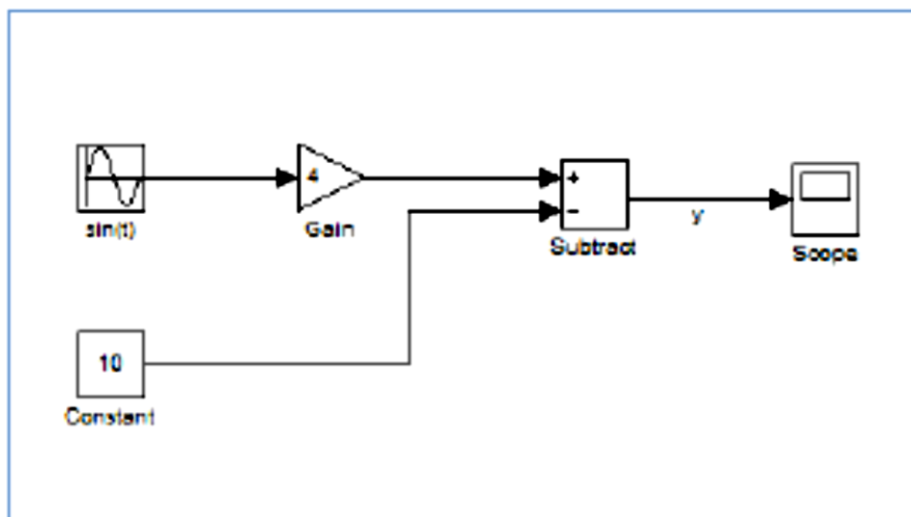 4
+
-
sin(t)
Gain
y
Subtract
Scope
10
Constant